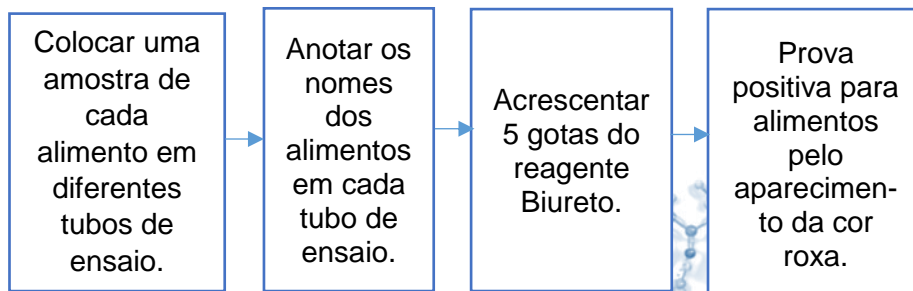 Colocar uma
amostra de
cada
alimento em
diferentes
tubos de
ensaio.
Anotar os
nomes
dos
alimentos
em cada
tubo de
ensaio.
Acrescentar
5 gotas do
reagente
Biureto.
Prova
positiva para
alimentos
pelo
aparecimen-
to da cor
roxa.